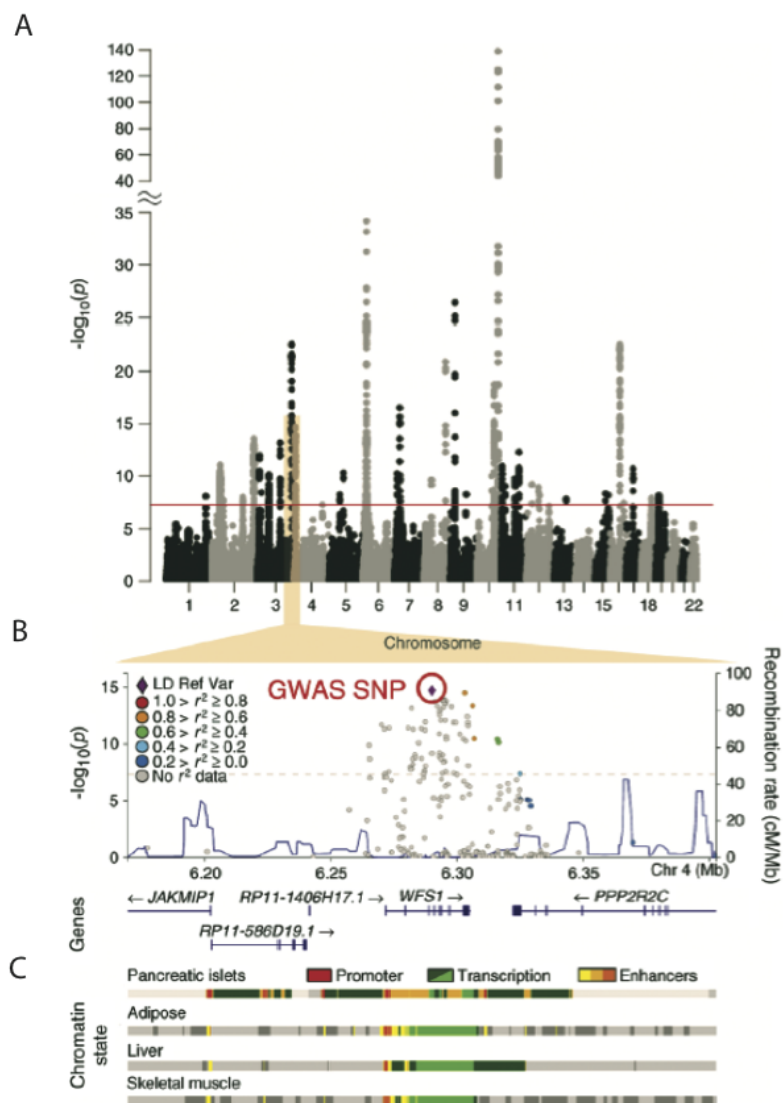 A
140
120
100
80
60
40
35
30
25
20
15
10
5
0
-log10(p)
1 2 3 4 5 6 7 8 9 11 13 15 18 22
Chromosome
B
GWAS SNP
LD Ref Var
1.0 > r² ≥ 0.8
0.8 > r² ≥ 0.6
0.6 > r² ≥ 0.4
0.4 > r² ≥ 0.2
0.2 > r² ≥ 0.0
No r² data
15
10
5
0
-log10(p)
100
80
60
40
20
0
Recombination rate (cM/Mb)
6.20 6.25 6.30 6.35 Chr 4 (Mb)
Genes
← JAKMIP1 RP11-1406H17.1 → WFS1 → ← PPP2R2C
RP11-586D19.1 →
C
Chromatin state
Pancreatic islets Promoter Transcription Enhancers
Adipose
Liver
Skeletal muscle